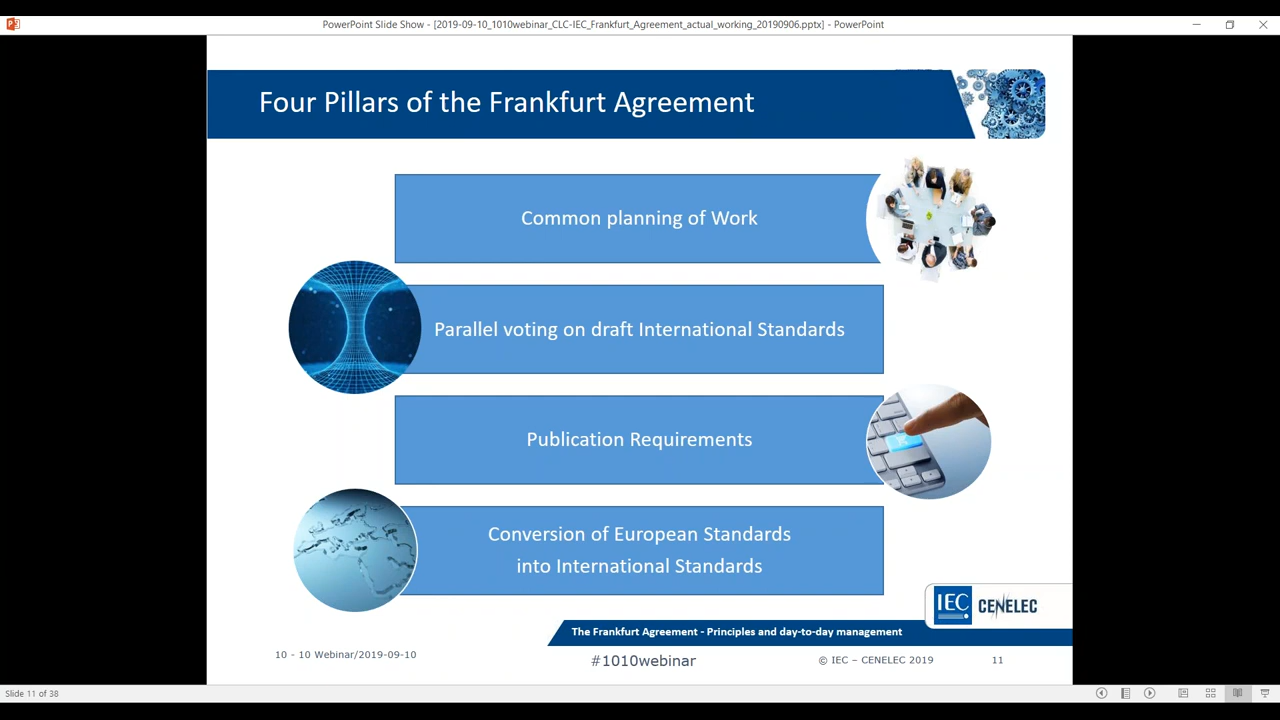 PowerPoint Slide Show - [2019-09-10_1010webinar_CLC-IEC_Frankfurt_Agreement_actual_working_20190906.pptx] - PowerPoint
Four Pillars of the Frankfurt Agreement
Common planning of Work
Parallel voting on draft International Standards
Publication Requirements
Conversion of European Standards
into International Standards
IEC CENELEC
The Frankfurt Agreement - Principles and day-to-day management
10 - 10 Webinar/2019-09-10
#1010webinar
© IEC – CENELEC 2019
11
Slide 11 of 38